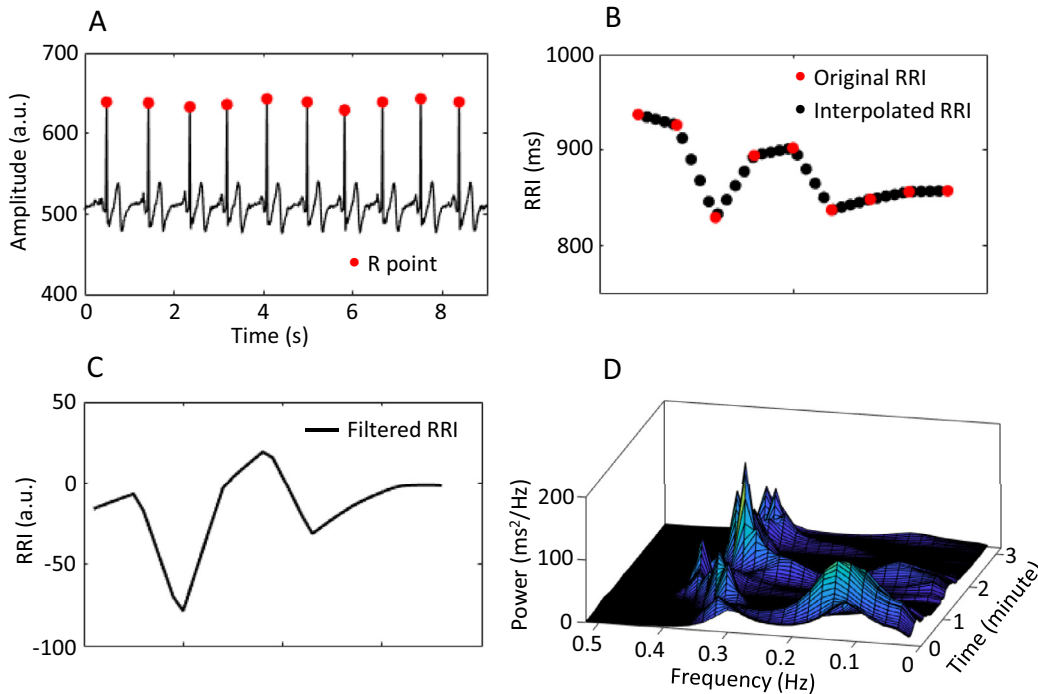 A
700
600
500
400
Amplitude (a.u.)
R point
0
2
4
6
8
Time (s)
B
1000
900
800
RRI (ms)
Original RRI
Interpolated RRI
C
50
0
-50
-100
RRI (a.u.)
Filtered RRI
D
200
100
0
Power (ms²/Hz)
0.5
0.4
0.3
0.2
0.1
0
Frequency (Hz)
0
1
2
3
Time (minute)